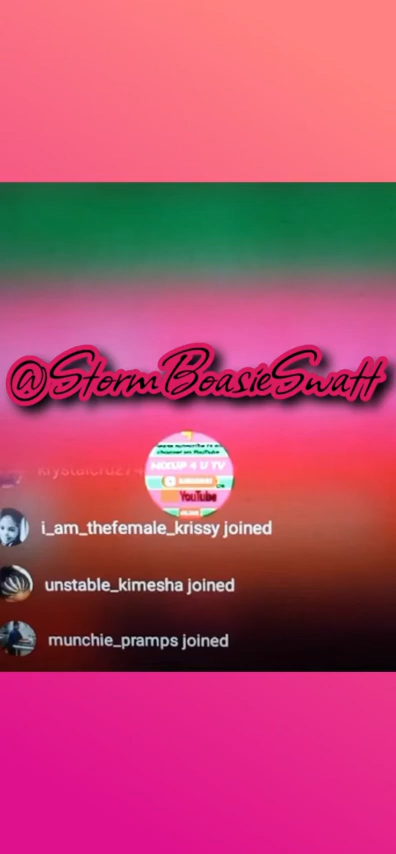 @StormBoasieSwatt
MIXUP 4 U TV
YouTube
i_am_thefemale_krissy joined
unstable_kimesha joined
munchie_pramps joined